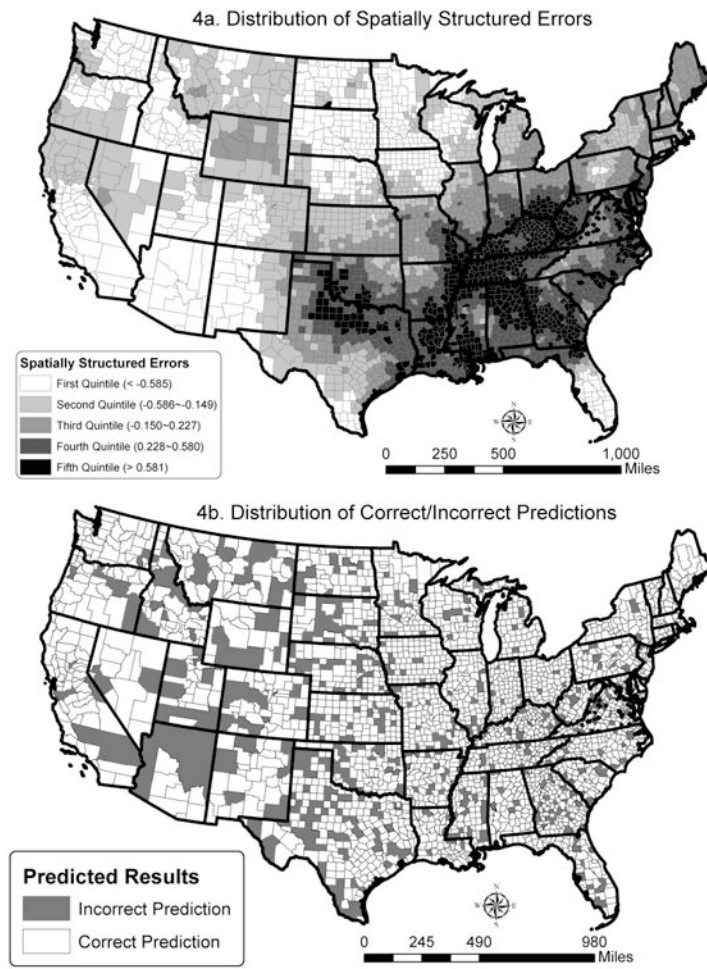 4a. Distribution of Spatially Structured Errors
Spatially Structured Errors
First Quintile (< -0.585)
Second Quintile (-0.586~-0.149)
Third Quintile (-0.150~0.227)
Fourth Quintile (0.228~0.580)
Fifth Quintile (> 0.581)
N
W E
S
0 250 500 1,000
Miles
4b. Distribution of Correct/Incorrect Predictions
Predicted Results
Incorrect Prediction
Correct Prediction
N
W E
S
0 245 490 980
Miles